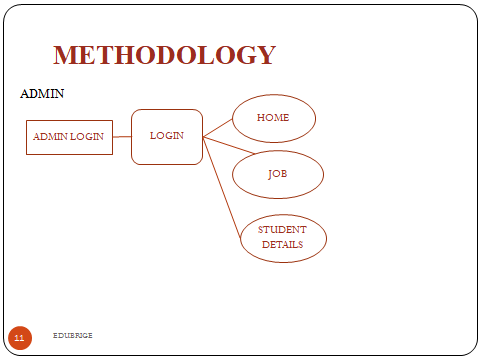 METHODOLOGY
ADMIN
ADMIN LOGIN
LOGIN
HOME
JOB
STUDENT
DETAILS
11
EDUBRIGE